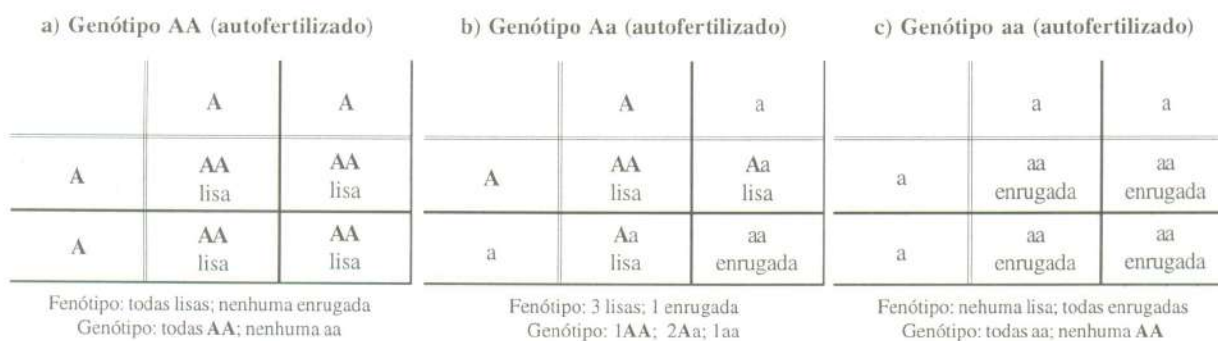 a) Genótipo AA (autofertilizado)
A A
A AA AA
lisa lisa
A AA AA
lisa lisa
Fenótipo: todas lisas; nenhuma enrugada
Genótipo: todas AA; nenhuma aa
b) Genótipo Aa (autofertilizado)
A a
A AA Aa
lisa lisa
a Aa aa
lisa enrugada
Fenótipo: 3 lisas; 1 enrugada
Genótipo: 1AA; 2Aa; 1aa
c) Genótipo aa (autofertilizado)
a a
a aa aa
enrugada enrugada
a aa aa
enrugada enrugada
Fenótipo: nehuma lisa; todas enrugadas
Genótipo: todas aa; nenhuma AA